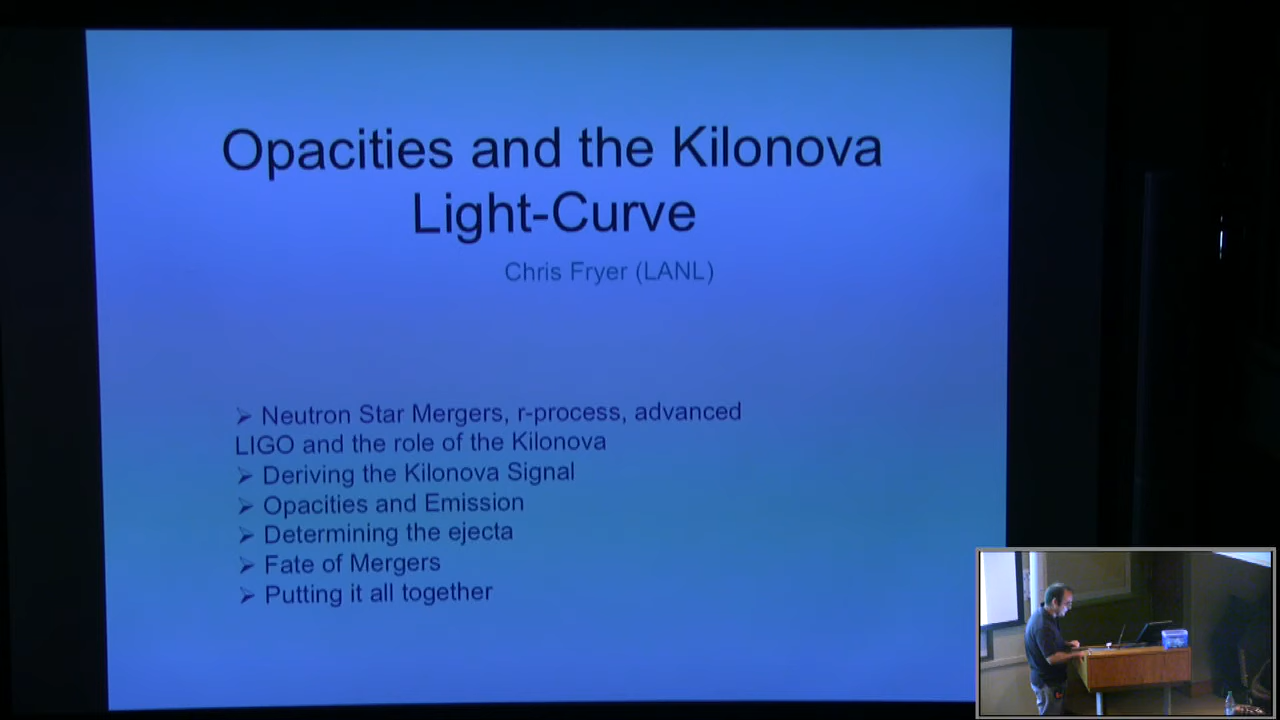 Opacities and the Kilonova
Light-Curve
Chris Fryer (LANL)
➢ Neutron Star Mergers, r-process, advanced
LIGO and the role of the Kilonova
➢ Deriving the Kilonova Signal
➢ Opacities and Emission
➢ Determining the ejecta
➢ Fate of Mergers
➢ Putting it all together